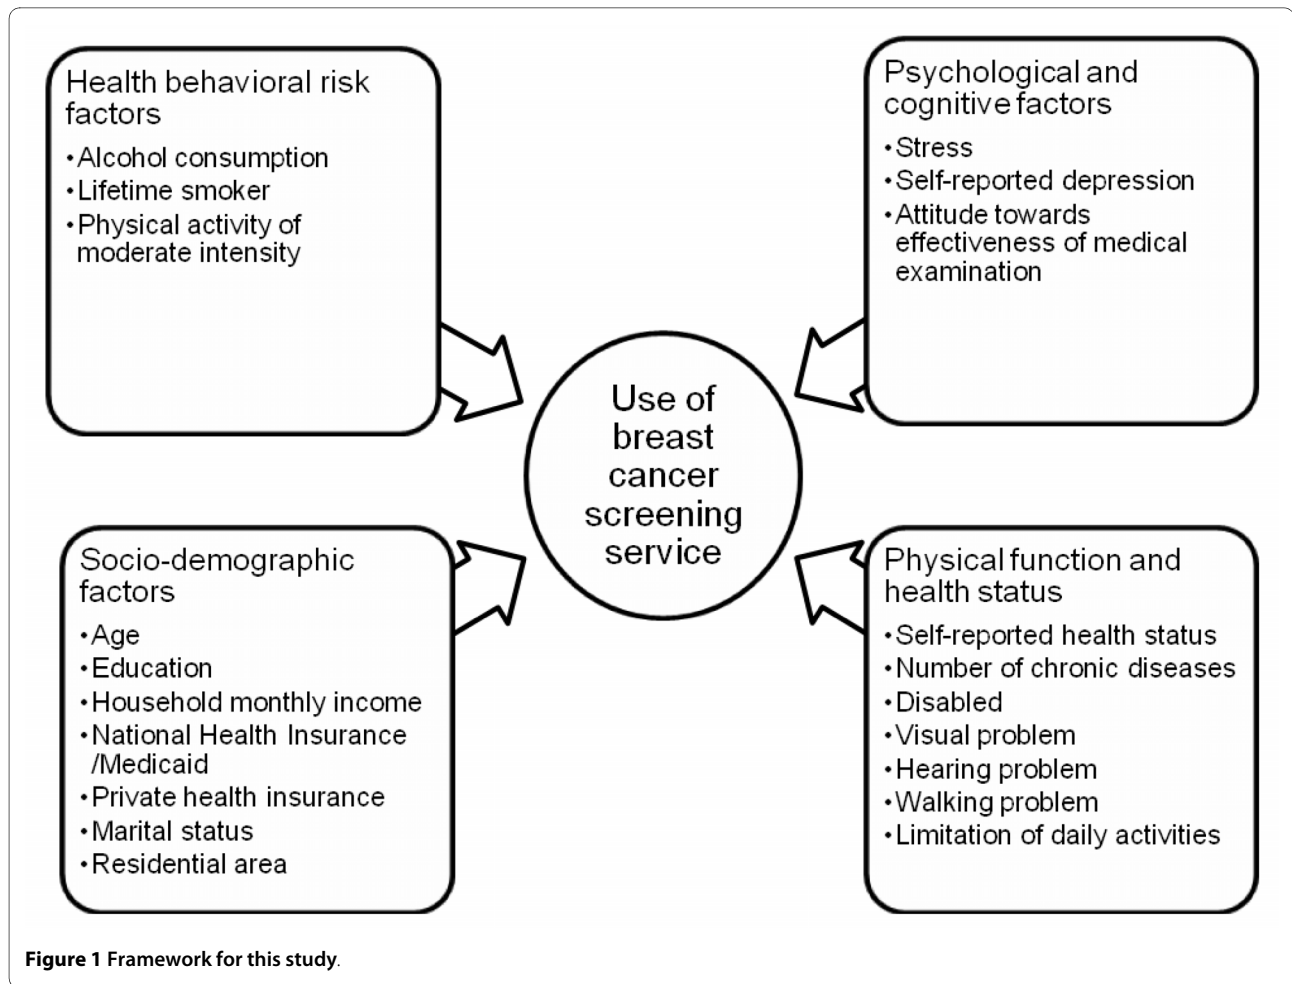 Health behavioral risk
factors
•Alcohol consumption
•Lifetime smoker
•Physical activity of
moderate intensity
Psychological and
cognitive factors
•Stress
•Self-reported depression
•Attitude towards
effectiveness of medical
examination
Use of
breast
cancer
screening
service
Socio-demographic
factors
•Age
•Education
•Household monthly income
•National Health Insurance
/Medicaid
•Private health insurance
•Marital status
•Residential area
Physical function and
health status
•Self-reported health status
•Number of chronic diseases
•Disabled
•Visual problem
•Hearing problem
•Walking problem
•Limitation of daily activities
Figure 1 Framework for this study.